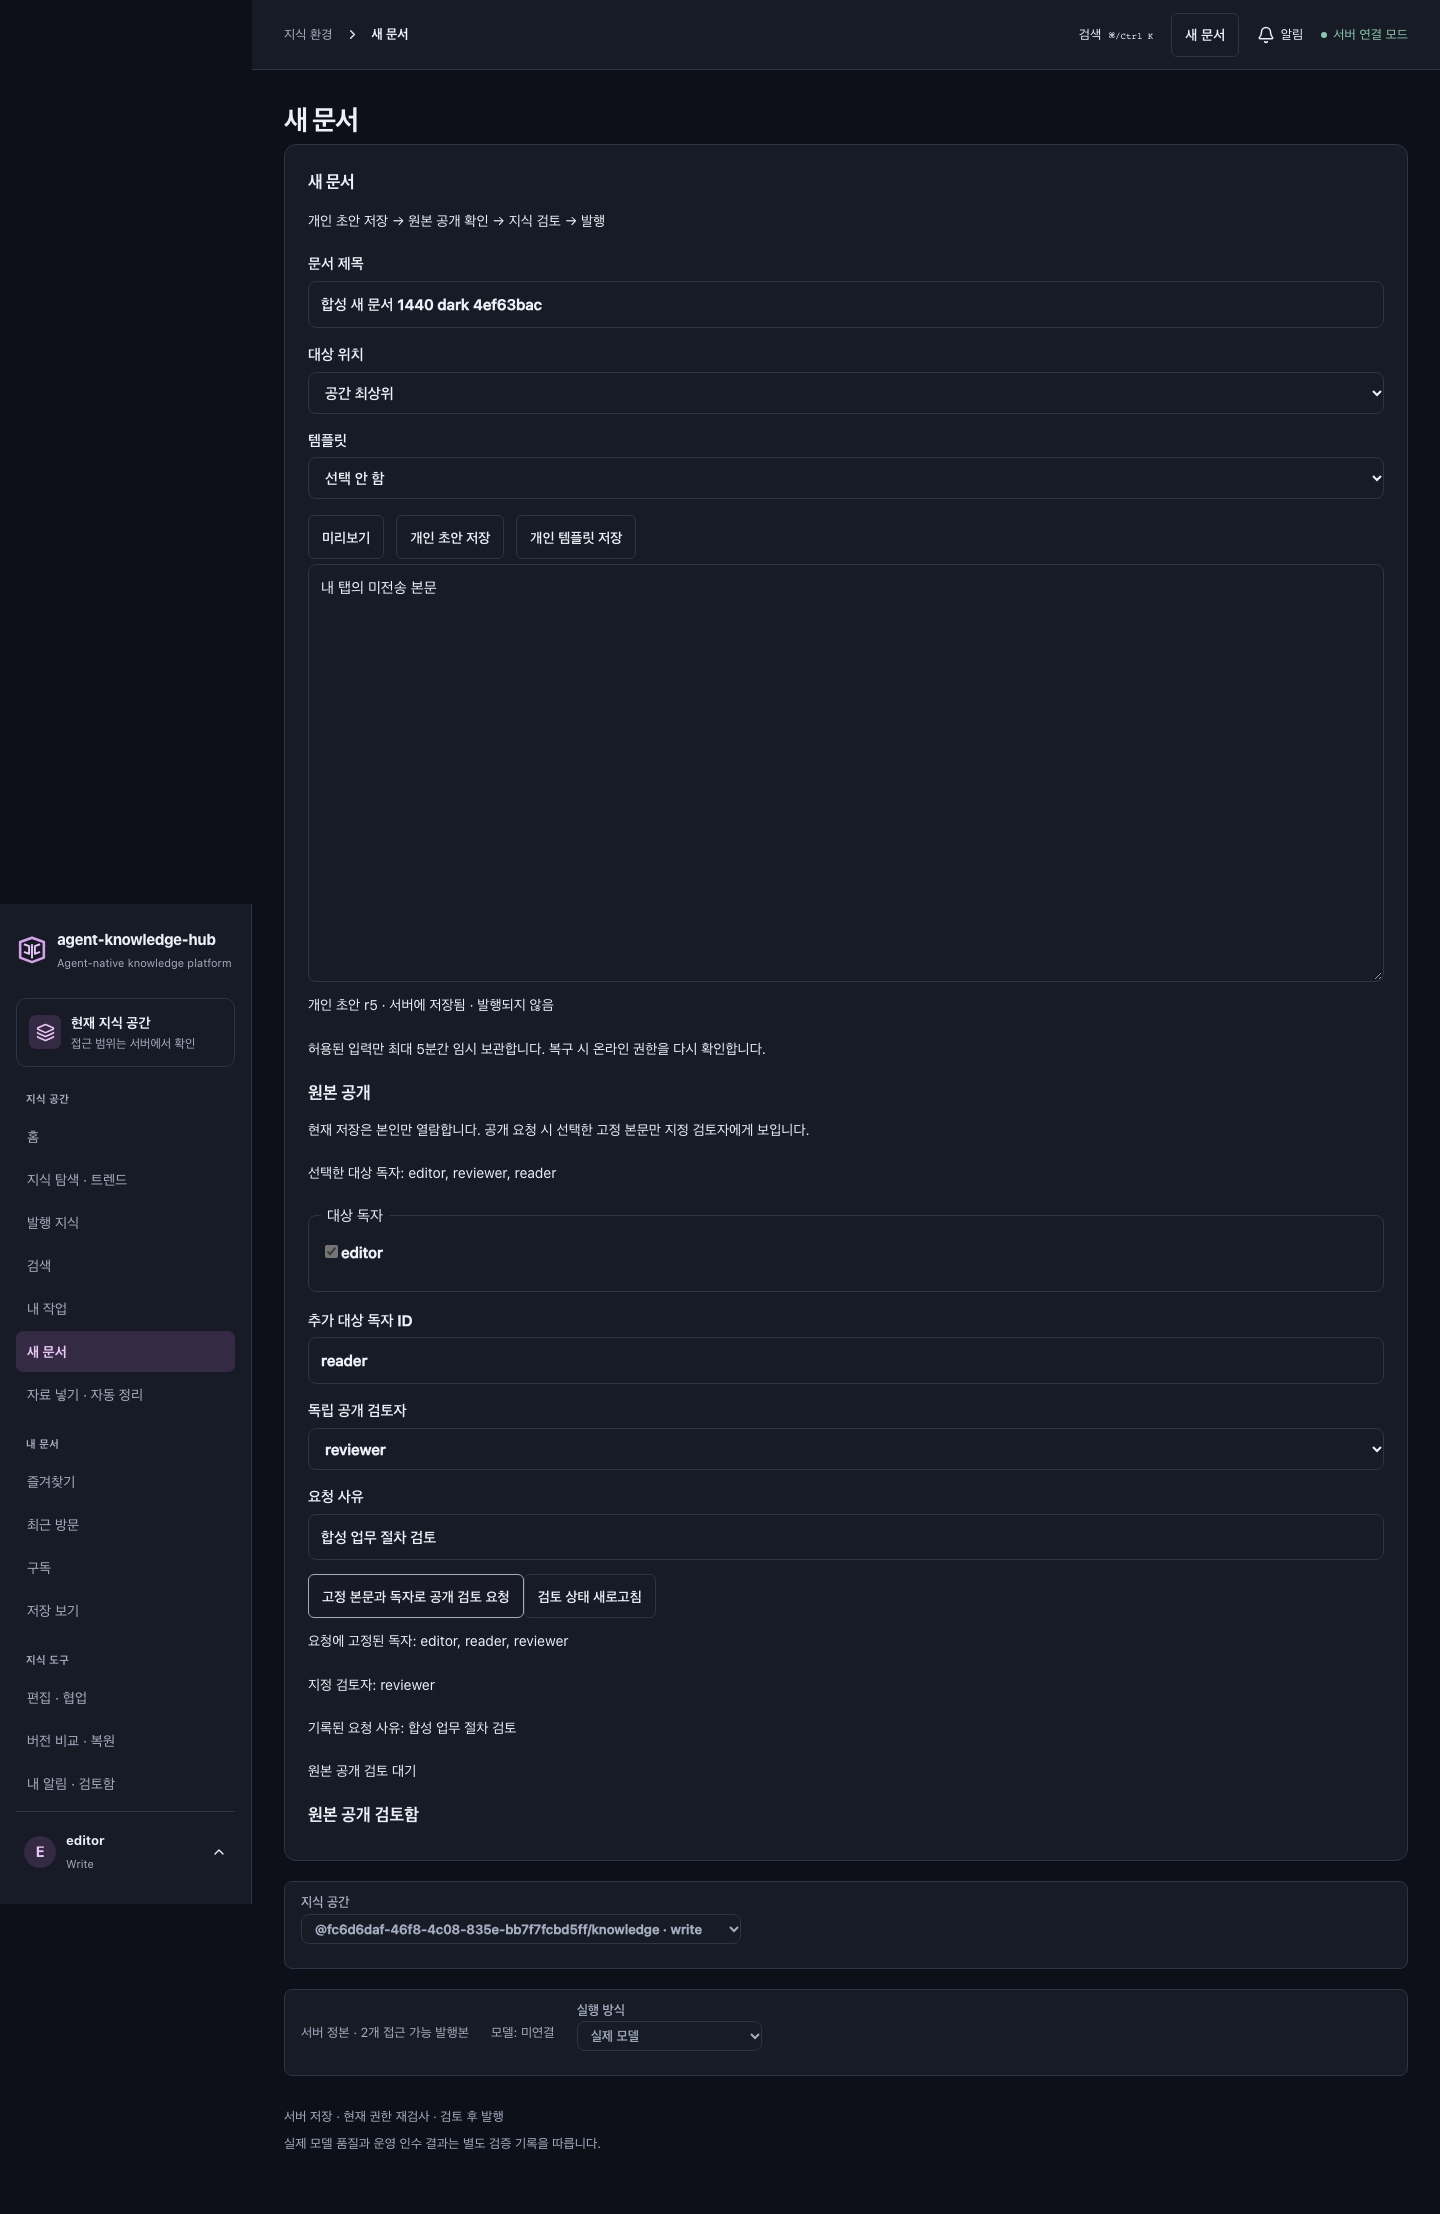 지식 환경
새 문서
검색 ⌘/Ctrl K
새 문서
알림
서버 연결 모드
새 문서
새 문서
개인 초안 저장 → 원본 공개 확인 → 지식 검토 → 발행
문서 제목
합성 새 문서 1440 dark 4ef63bac
대상 위치
공간 최상위
템플릿
선택 안 함
미리보기
개인 초안 저장
개인 템플릿 저장
내 탭의 미전송 본문
개인 초안 r5 · 서버에 저장됨 · 발행되지 않음
허용된 입력만 최대 5분간 임시 보관합니다. 복구 시 온라인 권한을 다시 확인합니다.
원본 공개
현재 저장은 본인만 열람합니다. 공개 요청 시 선택한 고정 본문만 지정 검토자에게 보입니다.
선택한 대상 독자: editor, reviewer, reader
대상 독자
editor
추가 대상 독자 ID
reader
독립 공개 검토자
reviewer
요청 사유
합성 업무 절차 검토
고정 본문과 독자로 공개 검토 요청
검토 상태 새로고침
요청에 고정된 독자: editor, reader, reviewer
지정 검토자: reviewer
기록된 요청 사유: 합성 업무 절차 검토
원본 공개 검토 대기
원본 공개 검토함
agent-knowledge-hub
Agent-native knowledge platform
현재 지식 공간
접근 범위는 서버에서 확인
지식 공간
홈
지식 탐색 · 트렌드
발행 지식
검색
내 작업
새 문서
자료 넣기 · 자동 정리
내 문서
즐겨찾기
최근 방문
구독
저장 보기
지식 도구
편집 · 협업
버전 비교 · 복원
내 알림 · 검토함
E
editor
Write
지식 공간
@fc6d6daf-46f8-4c08-835e-bb7f7fcbd5ff/knowledge · write
서버 정본 · 2개 접근 가능 발행본
모델: 미연결
실행 방식
실제 모델
서버 저장 · 현재 권한 재검사 · 검토 후 발행
실제 모델 품질과 운영 인수 결과는 별도 검증 기록을 따릅니다.